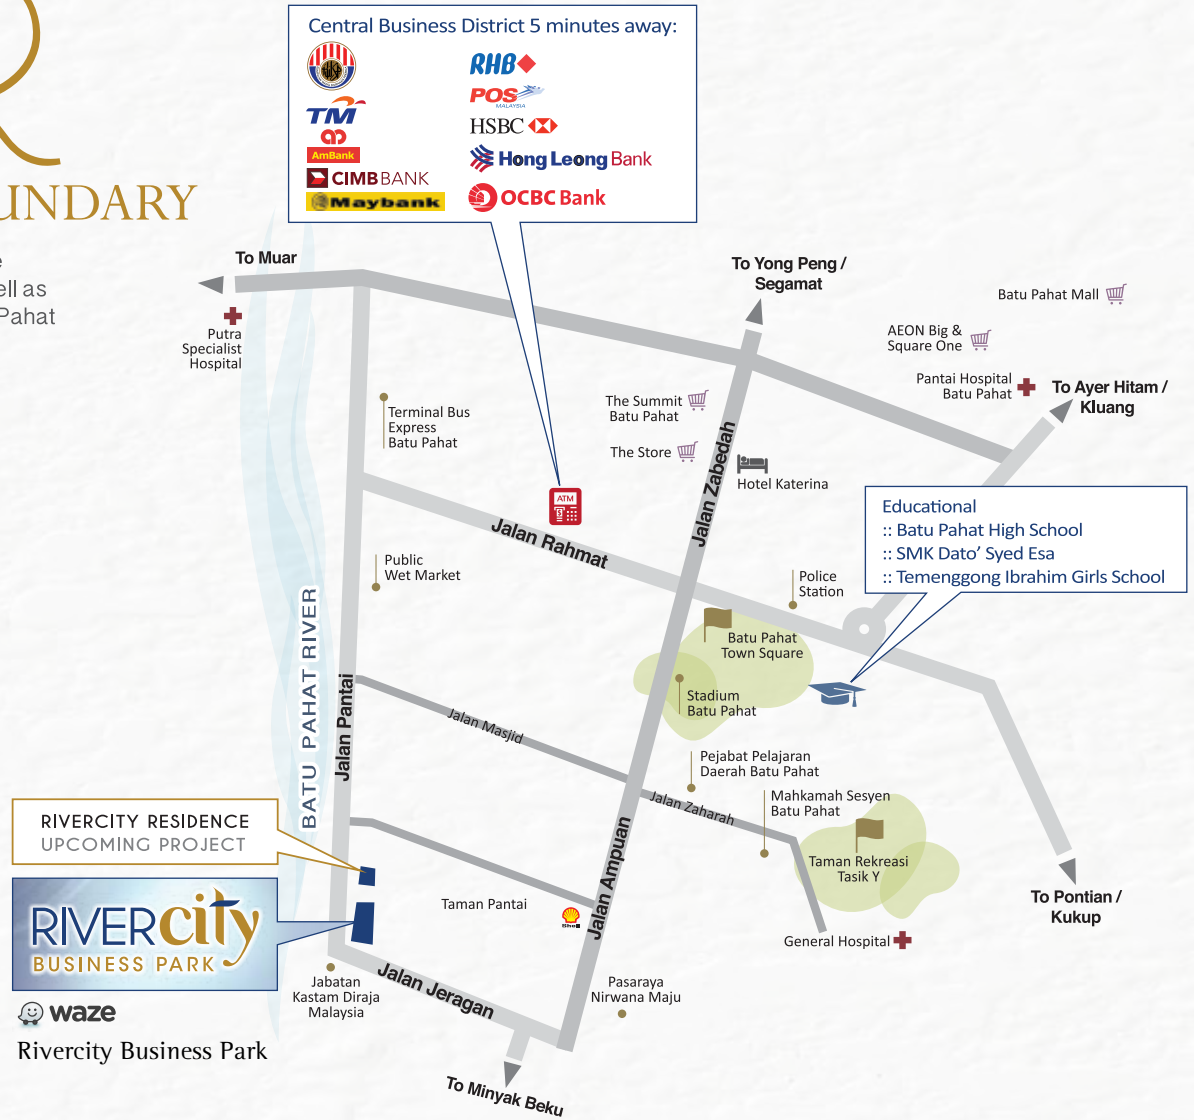 Central Business District 5 minutes away:
RHB
TM
POS
MALAYSIA
AmBank
HSBC
CIMB BANK
Hong Leong Bank
Maybank
OCBC Bank
UNDARY
ell as
Pahat
To Muar
Putra
Specialist
Hospital
To Yong Peng /
Segamat
Batu Pahat Mall
AEON Big &
Square One
Pantai Hospital
Batu Pahat
To Ayer Hitam /
Kluang
Terminal Bus
Express
Batu Pahat
The Summit
Batu Pahat
The Store
Jalan Zabedah
Hotel Katerina
ATM
Jalan Rahmat
Educational
:: Batu Pahat High School
:: SMK Dato’ Syed Esa
:: Temenggong Ibrahim Girls School
Public
Wet Market
Police
Station
BATU PAHAT RIVER
Jalan Pantai
Batu Pahat
Town Square
Stadium
Batu Pahat
Jalan Masjid
Pejabat Pelajaran
Daerah Batu Pahat
Jalan Zaharah
Mahkamah Sesyen
Batu Pahat
Taman Rekreasi
Tasik Y
RIVERCITY RESIDENCE
UPCOMING PROJECT
RIVERcity
BUSINESS PARK
Taman Pantai
Shell
Jalan Ampuan
General Hospital
To Pontian /
Kukup
Jabatan
Kastam Diraja
Malaysia
Jalan Jeragan
Pasaraya
Nirwana Maju
waze
Rivercity Business Park
To Minyak Beku